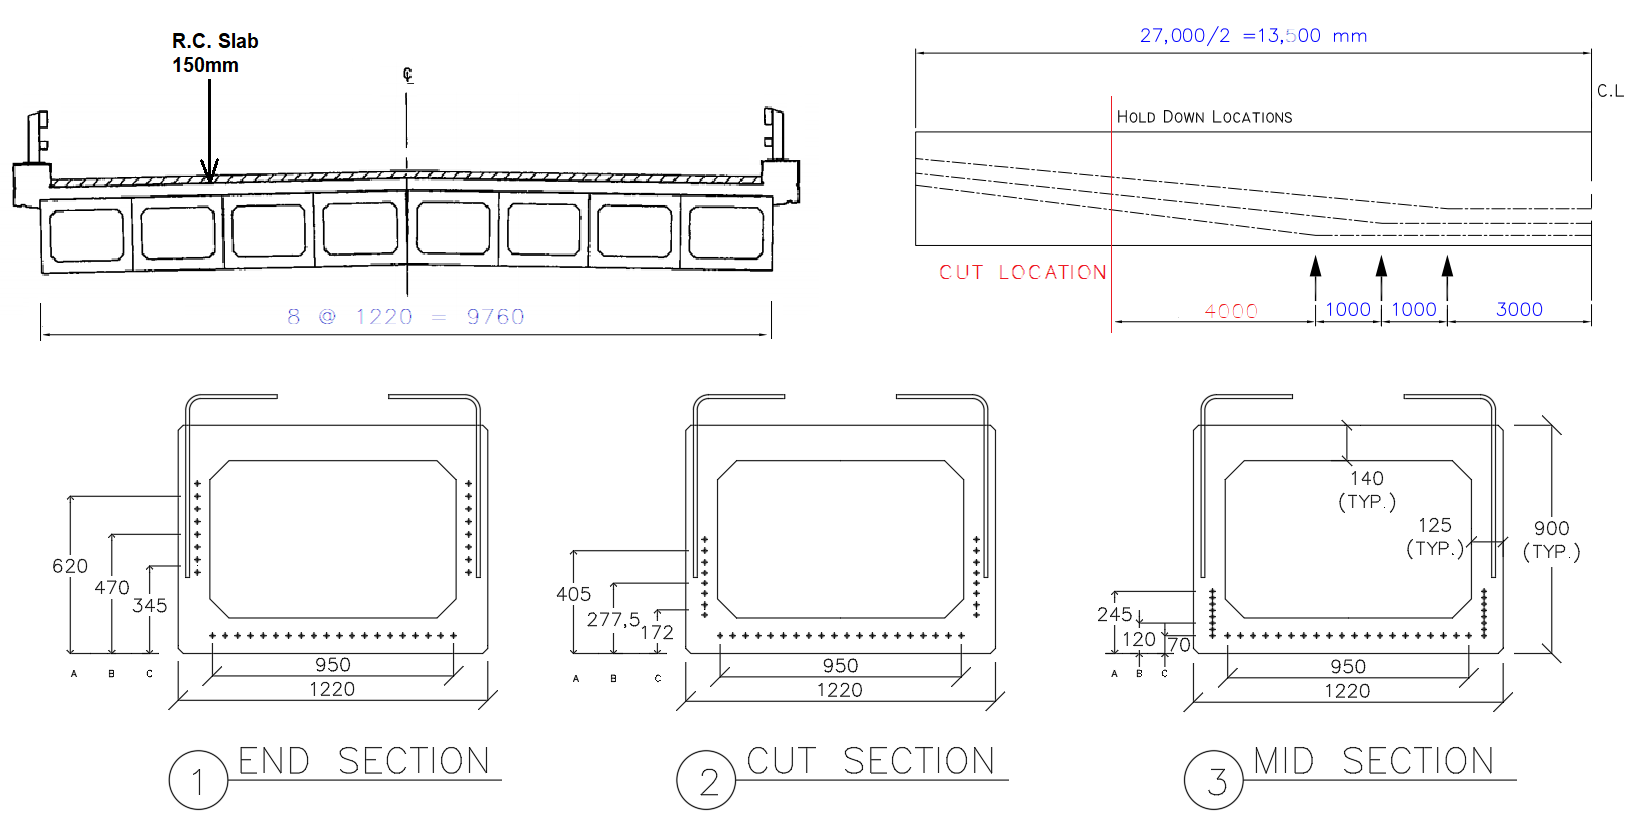 R.C. Slab
150mm
℄
8 @ 1220 = 9760
27,000/2 =13,500 mm
C.L
HOLD DOWN LOCATIONS
CUT LOCATION
4000
1000
1000
3000
620
470
345
A
B
C
950
1220
1 END SECTION
405
277,5
172
A
B
C
950
1220
2 CUT SECTION
140
(TYP.)
125
(TYP.)
900
(TYP.)
245
120
70
A
B
C
950
1220
3 MID SECTION